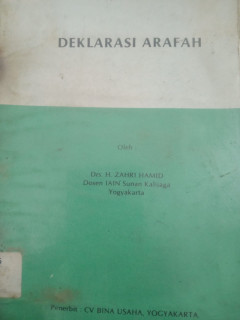 DEKLARASI ARAFAH
Oleh
Drs. H. ZAHRI HAMID
Dosen IAIN Sunan Kalijaga
Yogyakarta
Penerbit : CV BINA USAHA, YOGYAKARTA